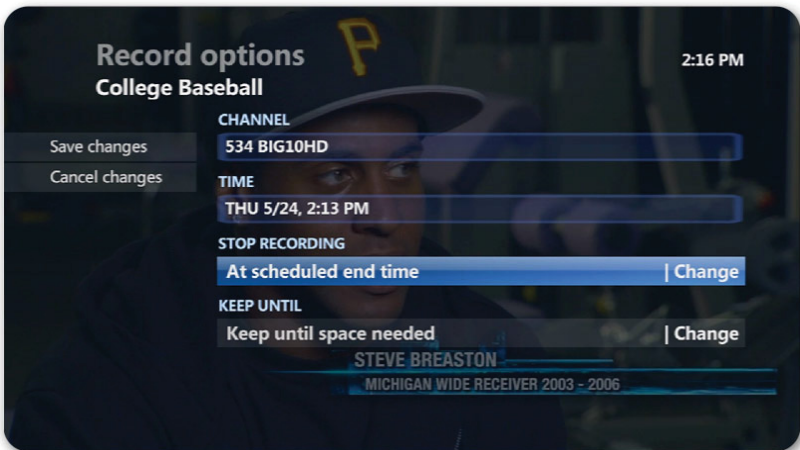 P
Record options
2:16 PM
College Baseball
CHANNEL
Save changes
534 BIG10HD
Cancel changes
TIME
THU 5/24, 2:13 PM
STOP RECORDING
At scheduled end time | Change
KEEP UNTIL
Keep until space needed | Change
STEVE BREASTON
MICHIGAN WIDE RECEIVER 2003 - 2006